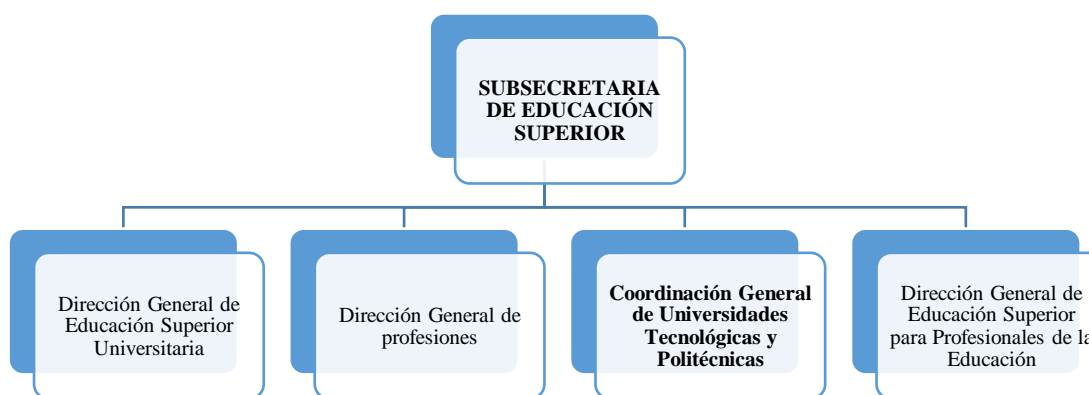 SUBSECRETARIA
DE EDUCACIÓN
SUPERIOR
Dirección General de
Educación Superior
Universitaria
Dirección General de
profesiones
Coordinación General
de Universidades
Tecnológicas y
Politécnicas
Dirección General de
Educación Superior
para Profesionales de la
Educación